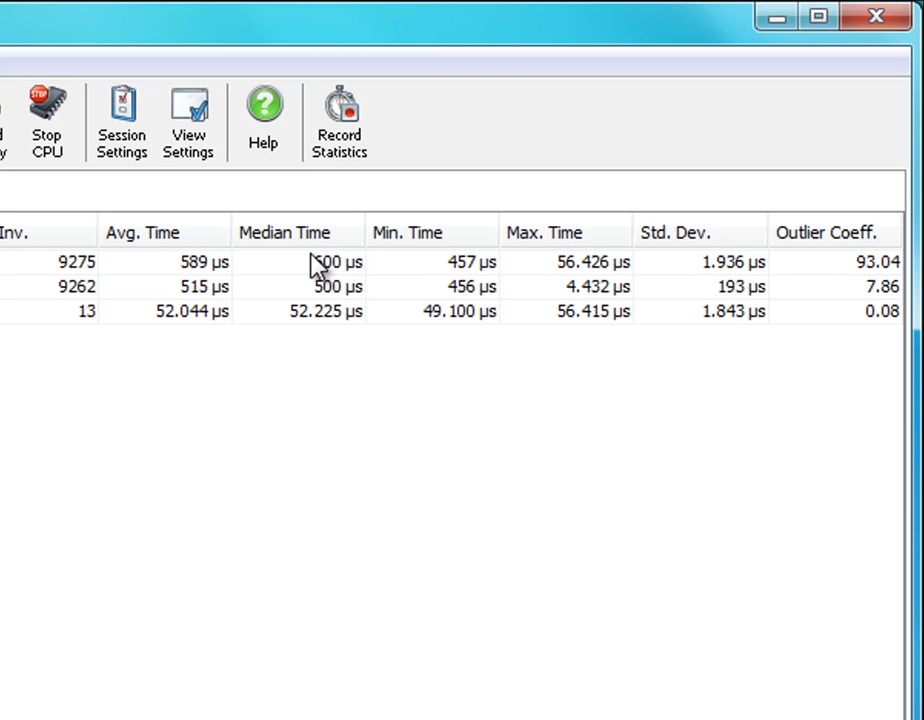 Stop CPU
Session Settings
View Settings
Help
Record Statistics
Inv. Avg. Time Median Time Min. Time Max. Time Std. Dev. Outlier Coeff.
9275 589 µs µs 457 µs 56.426 µs 1.936 µs 93.04
9262 515 µs 500 µs 456 µs 4.432 µs 193 µs 7.86
13 52.044 µs 52.225 µs 49.100 µs 56.415 µs 1.843 µs 0.08